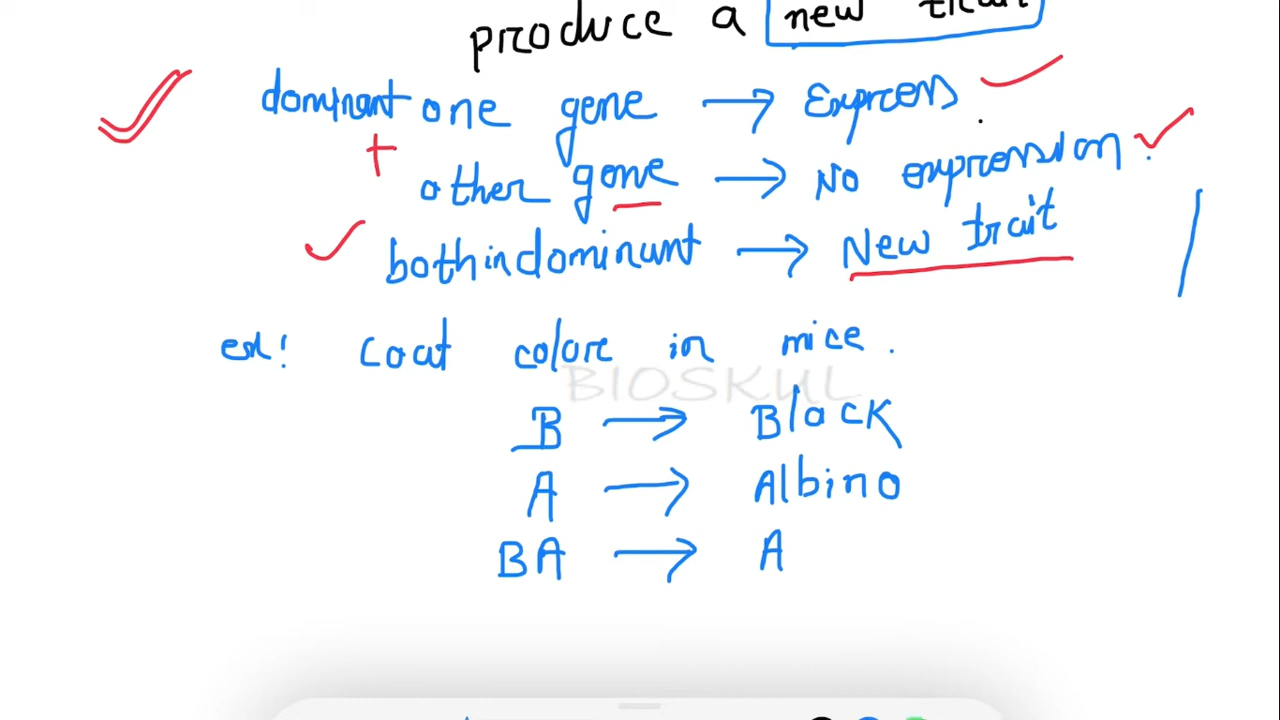 produce a new trait
dominant one gene → Express
+
other gene → No expression.
both in dominant → New trait
ex: coat colore in mice.
BIOSKUL
B → Black
A → Albino
BA → A